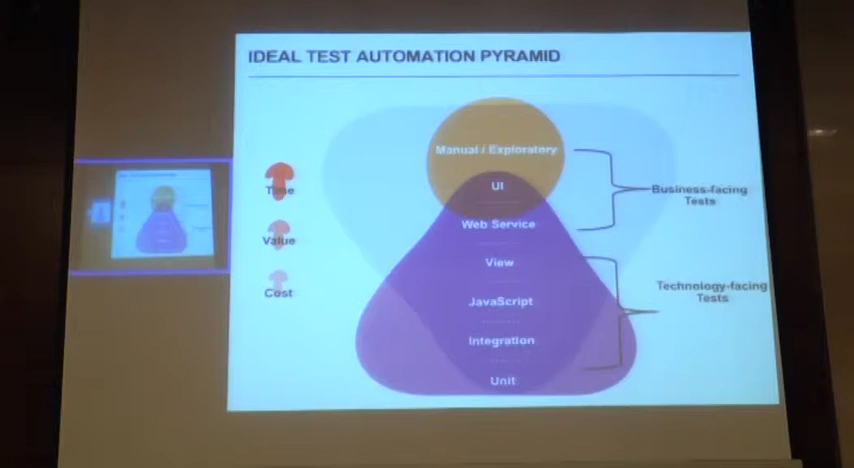 IDEAL TEST AUTOMATION PYRAMID
Manual / Exploratory
UI
Web Service
View
JavaScript
Integration
Unit
Time
Value
Cost
Business-facing
Tests
Technology-facing
Tests